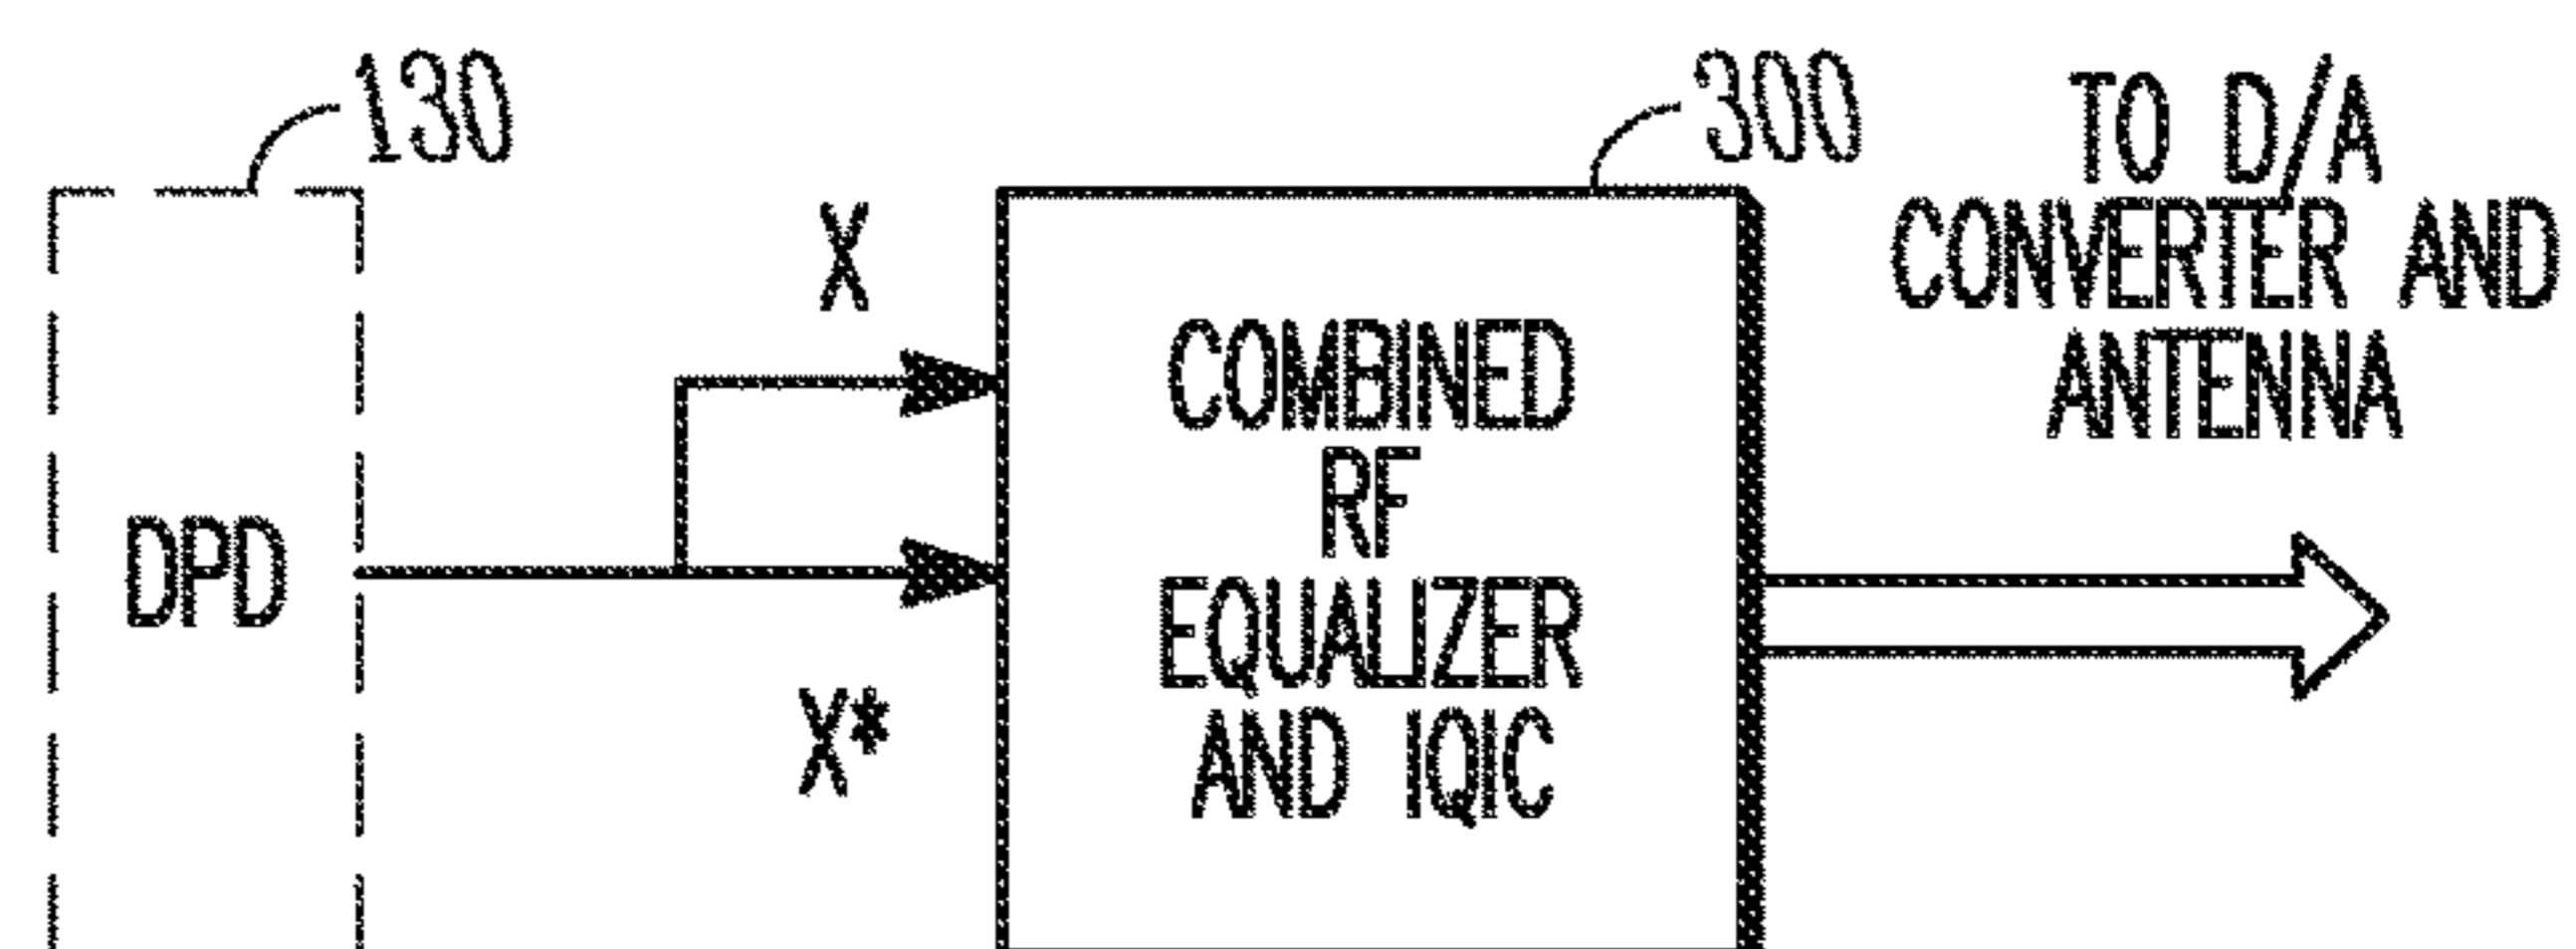 130
300
TO D/A
CONVERTER AND
ANTENNA
X
COMBINED
RF
EQUALIZER
AND IQIC
DPD
X*